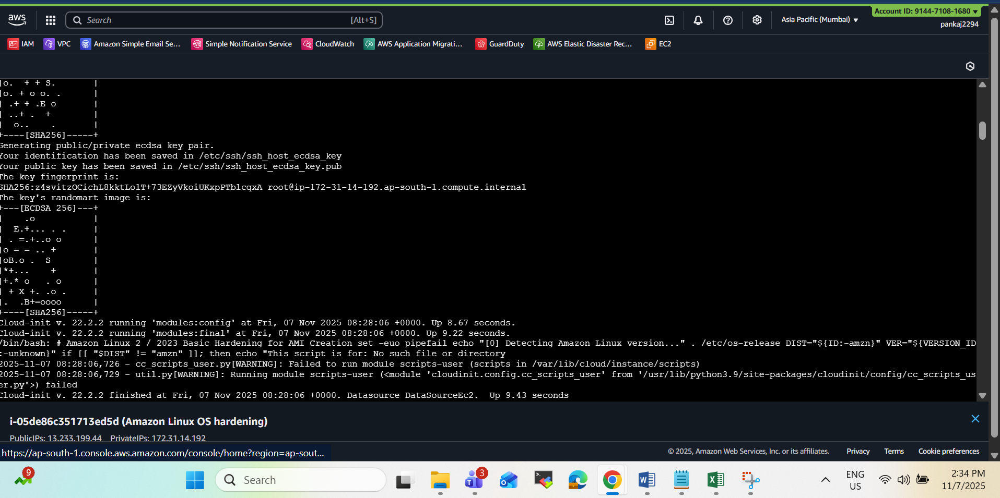 aws
Search
[Alt+S]
Asia Pacific (Mumbai)
Account ID: 9144-7108-1680
pankaj2294
IAM
VPC
Amazon Simple Email Se...
Simple Notification Service
CloudWatch
AWS Application Migrati...
GuardDuty
AWS Elastic Disaster Rec...
EC2
|o.  + + S.       |
|o. + o o. .      |
| .+ + .E o       |
| ..+ .  +        |
|  o..    .       |
+----[SHA256]-----+
Generating public/private ecdsa key pair.
Your identification has been saved in /etc/ssh/ssh_host_ecdsa_key
Your public key has been saved in /etc/ssh/ssh_host_ecdsa_key.pub
The key fingerprint is:
SHA256:z4svitzOCichL8kktLo1T+73EZyVkoiUKxpPTblcqxA root@ip-172-31-14-192.ap-south-1.compute.internal
The key's randomart image is:
+---[ECDSA 256]---+
|    .o           |
|  E.+... . .     |
| . =.+..o o      |
|o = = .. +       |
|oB.o .  S        |
|*+...    +       |
|+.* o   . o      |
| + X +. .o .     |
|.  .B+=oooo      |
+----[SHA256]-----+
Cloud-init v. 22.2.2 running 'modules:config' at Fri, 07 Nov 2025 08:28:06 +0000. Up 8.67 seconds.
Cloud-init v. 22.2.2 running 'modules:final' at Fri, 07 Nov 2025 08:28:06 +0000. Up 9.22 seconds.
/bin/bash: # Amazon Linux 2 / 2023 Basic Hardening for AMI Creation set -euo pipefail echo "[0] Detecting Amazon Linux version..." . /etc/os-release DIST="${ID:-amzn}" VER="${VERSION_ID
:-unknown}" if [[ "$DIST" != "amzn" ]]; then echo "This script is for: No such file or directory
2025-11-07 08:28:06,726 - cc_scripts_user.py[WARNING]: Failed to run module scripts-user (scripts in /var/lib/cloud/instance/scripts)
2025-11-07 08:28:06,729 - util.py[WARNING]: Running module scripts-user (<module 'cloudinit.config.cc_scripts_user' from '/usr/lib/python3.9/site-packages/cloudinit/config/cc_scripts_us
er.py'>) failed
Cloud-init v. 22.2.2 finished at Fri, 07 Nov 2025 08:28:06 +0000. Datasource DataSourceEc2.  Up 9.43 seconds
i-05de86c351713ed5d (Amazon Linux OS hardening)
PublicIPs: 13.233.199.44 PrivateIPs: 172.31.14.192
https://ap-south-1.console.aws.amazon.com/console/home?region=ap-sout...
© 2025, Amazon Web Services, Inc. or its affiliates.
Privacy
Terms
Cookie preferences
9
Search
3
ENG
US
2:34 PM
11/7/2025